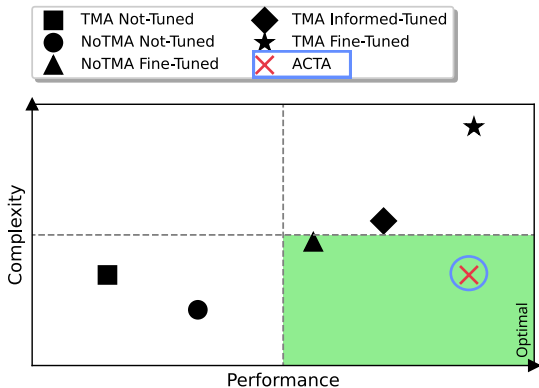 TMA Not-Tuned
NoTMA Not-Tuned
NoTMA Fine-Tuned
TMA Informed-Tuned
TMA Fine-Tuned
ACTA
Complexity
Optimal
Performance